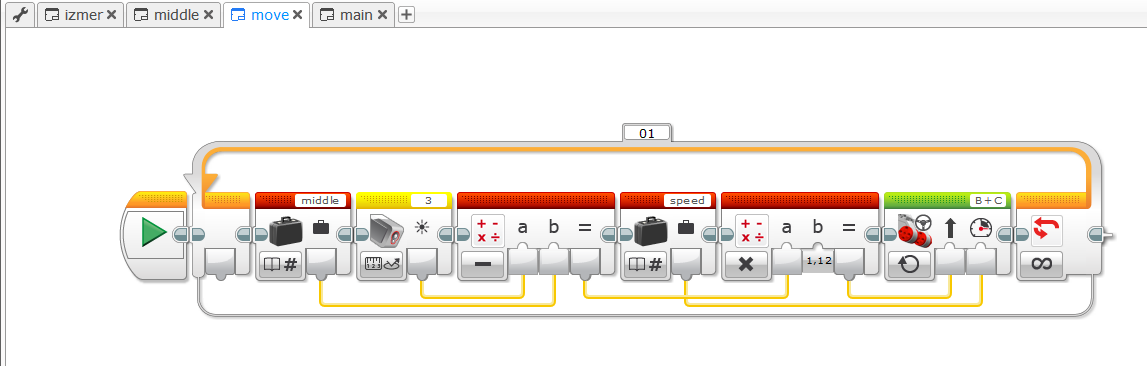 izmer middle move main
01
middle 3 speed B+C
a b = a b =
1,12
#
#